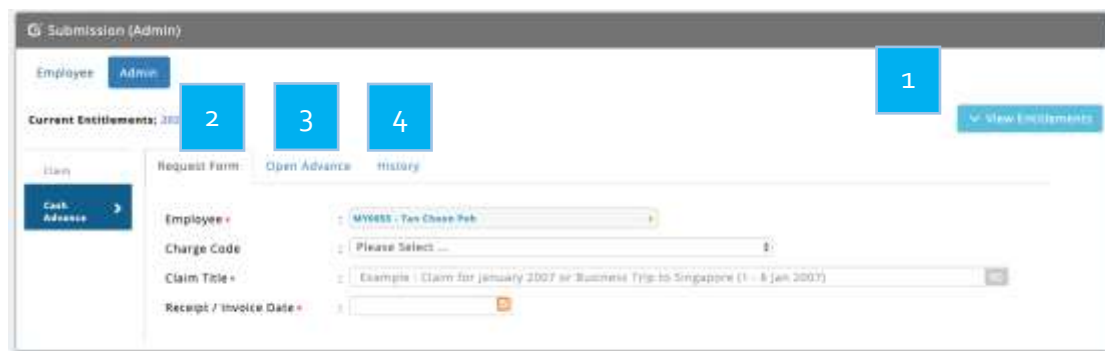 Submission (Admin)
Employee Admin
1
2 3 4
Current Entitlements:
View Entitlements
Claim
Request Form Open Advance History
Cash Advance
Employee * : MY0055 - Tan Choon Poh
Charge Code : Please Select ...
Claim Title * : Example : Claim for January 2007 or Business Trip to Singapore (1 - 6 Jan 2007)
Receipt / Invoice Date * :